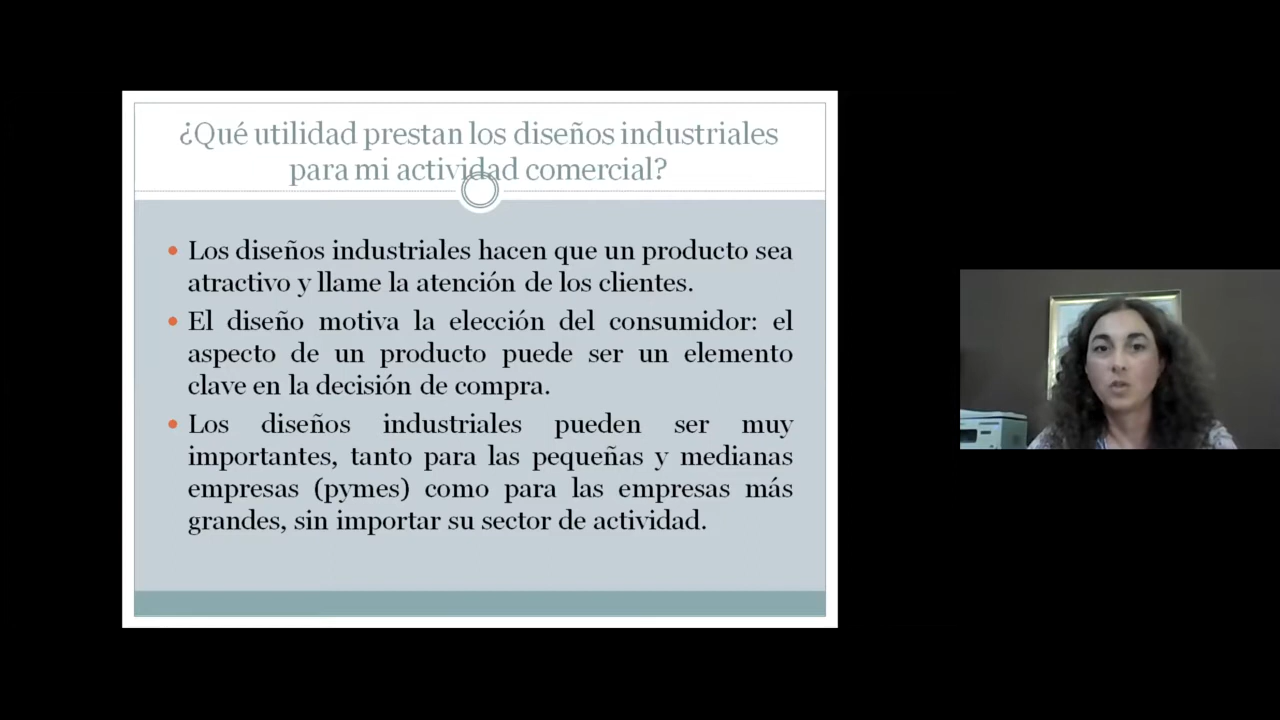 ¿Qué utilidad prestan los diseños industriales
para mi actividad comercial?
Los diseños industriales hacen que un producto sea
atractivo y llame la atención de los clientes.
El diseño motiva la elección del consumidor: el
aspecto de un producto puede ser un elemento
clave en la decisión de compra.
Los diseños industriales pueden ser muy
importantes, tanto para las pequeñas y medianas
empresas (pymes) como para las empresas más
grandes, sin importar su sector de actividad.